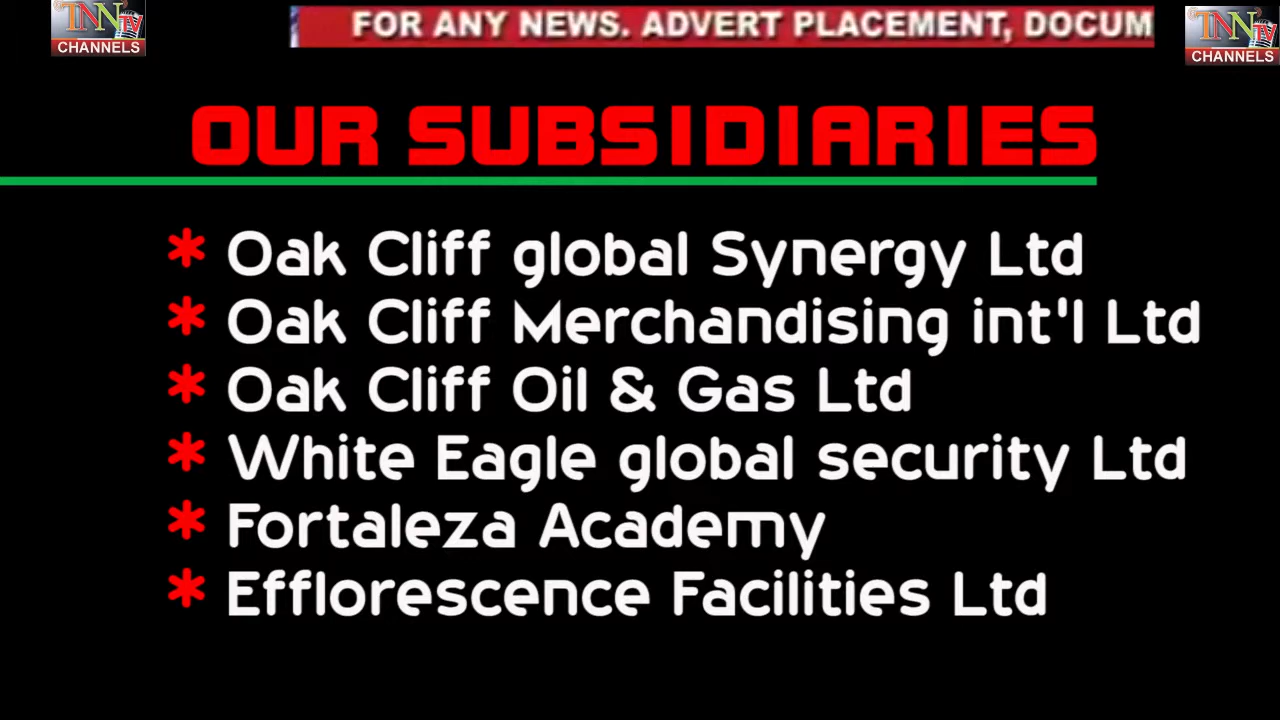 TNN TV
CHANNELS
FOR ANY NEWS. ADVERT PLACEMENT, DOCUM
TNN TV
CHANNELS
OUR SUBSIDIARIES
* Oak Cliff global Synergy Ltd
* Oak Cliff Merchandising int'l Ltd
* Oak Cliff Oil & Gas Ltd
* White Eagle global security Ltd
* Fortaleza Academy
* Efflorescence Facilities Ltd